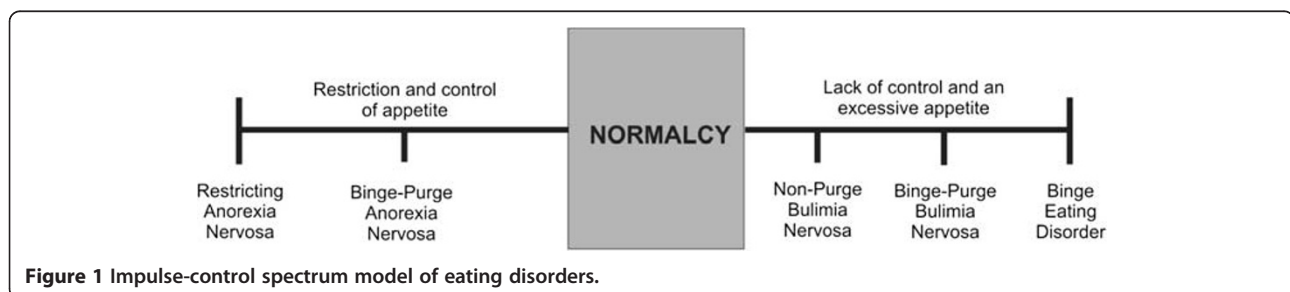 Restriction and control
of appetite
NORMALCY
Lack of control and an
excessive appetite
Restricting
Anorexia
Nervosa
Binge-Purge
Anorexia
Nervosa
Non-Purge
Bulimia
Nervosa
Binge-Purge
Bulimia
Nervosa
Binge
Eating
Disorder
Figure 1 Impulse-control spectrum model of eating disorders.